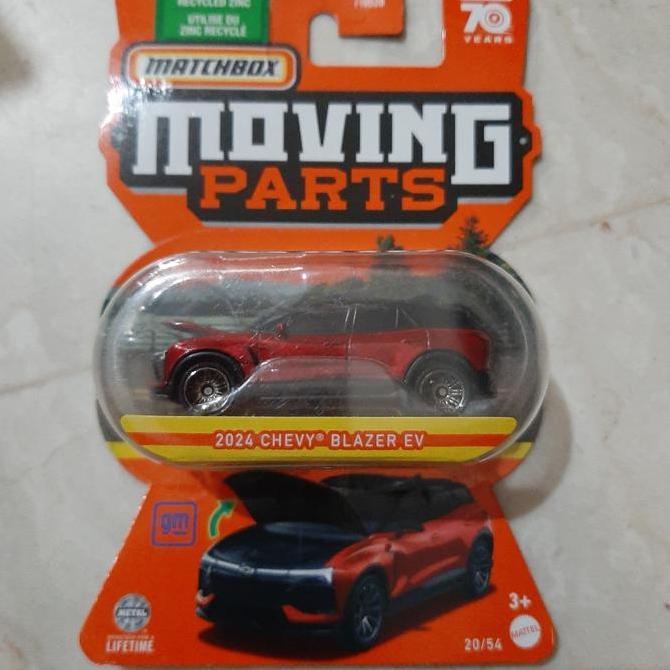 RECYCLED ZINC
UTILISE DU
ZINC RECYCLÉ
70
YEARS
MATCHBOX
MOVING
PARTS
2024 CHEVY® BLAZER EV
gm
METAL
LIFETIME
3+
MATTEL
20/54